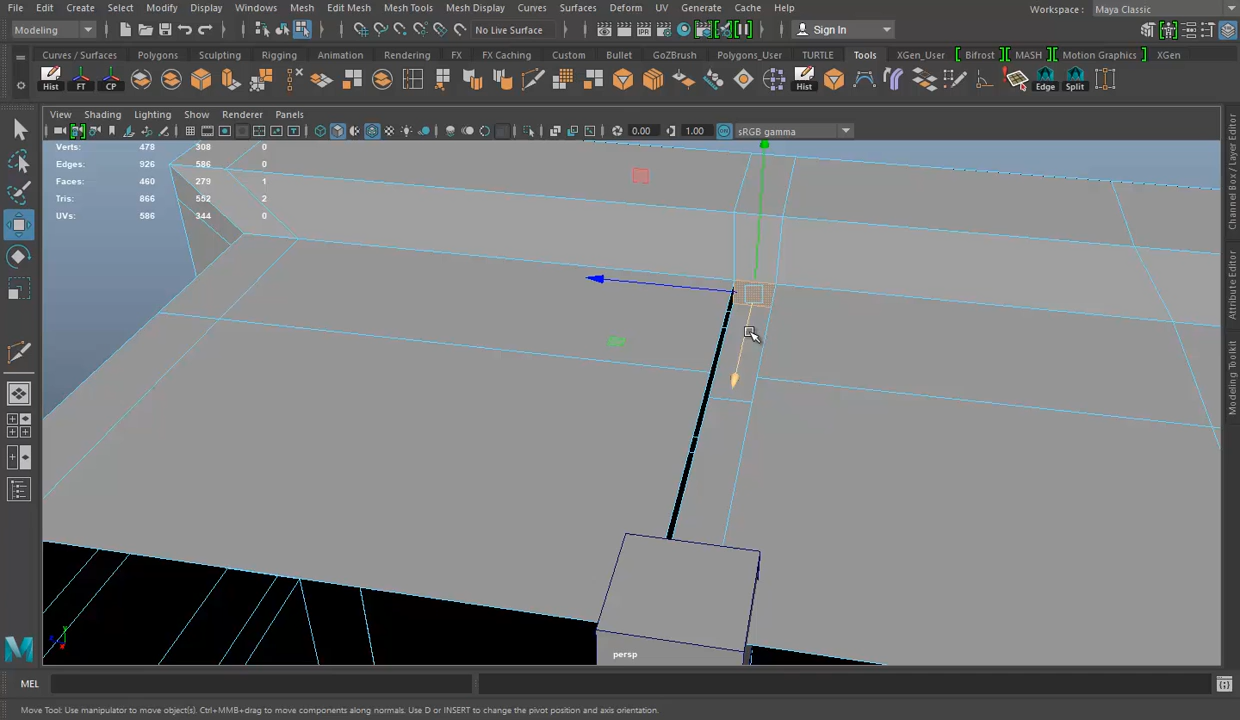 File Edit Create Select Modify Display Windows Mesh Edit Mesh Mesh Tools Mesh Display Curves Surfaces Deform UV Generate Cache Help Workspace : Maya Classic
Modeling No Live Surface Sign In
Curves / Surfaces Polygons Sculpting Rigging Animation Rendering FX FX Caching Custom Bullet GoZBrush Polygons_User TURTLE Tools XGen_User Bifrost MASH Motion Graphics XGen
Hist FT CP Hist Edge Split
View Shading Lighting Show Renderer Panels
0.00 1.00 sRGB gamma
Verts: 478 308 0
Edges: 926 586 0
Faces: 460 279 1
Tris: 866 552 2
UVs: 586 344 0
Channel Box / Layer Editor
Attribute Editor
Modeling Toolkit
persp
MEL
Move Tool: Use manipulator to move object(s). Ctrl+MMB+drag to move components along normals. Use D or INSERT to change the pivot position and axis orientation.